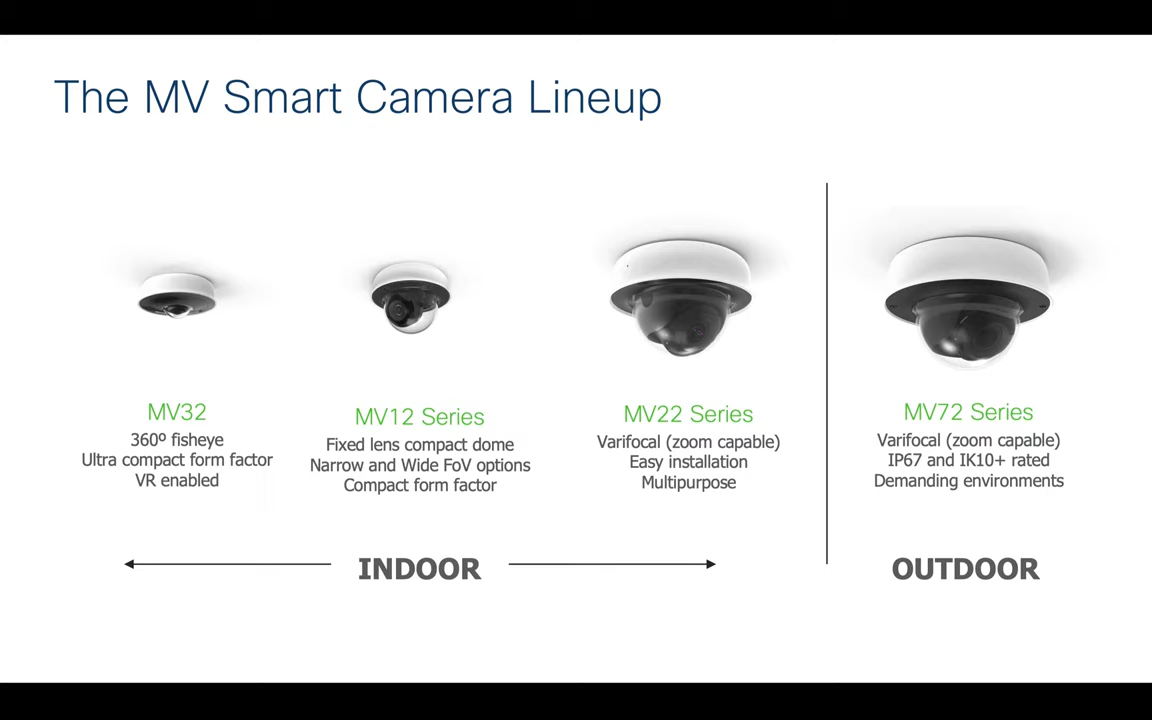 The MV Smart Camera Lineup
MV32
360º fisheye
Ultra compact form factor
VR enabled
MV12 Series
Fixed lens compact dome
Narrow and Wide FoV options
Compact form factor
MV22 Series
Varifocal (zoom capable)
Easy installation
Multipurpose
MV72 Series
Varifocal (zoom capable)
IP67 and IK10+ rated
Demanding environments
INDOOR
OUTDOOR